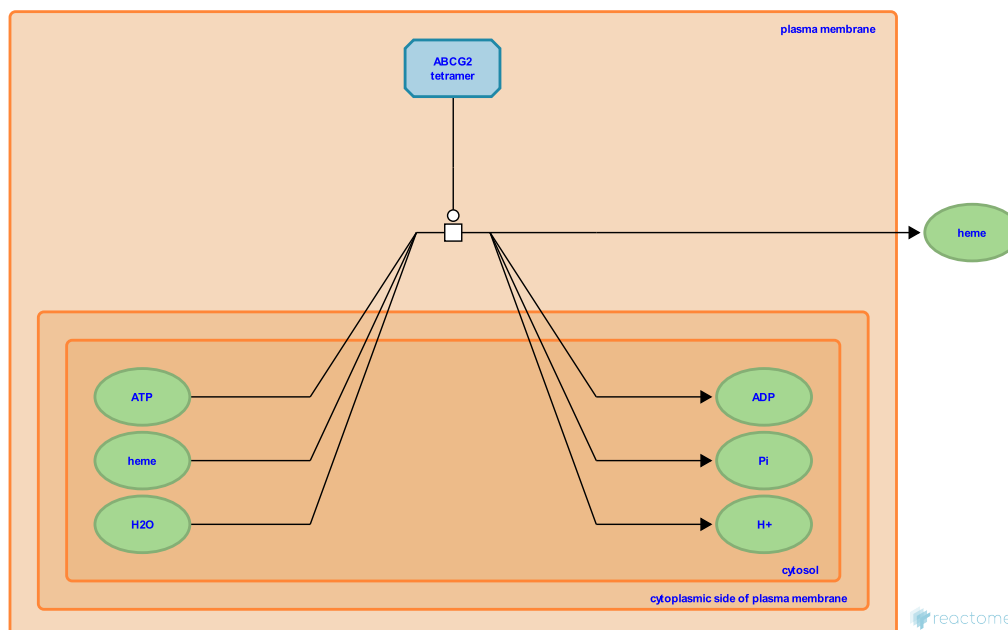 plasma membrane
ABCG2
tetramer
heme
ATP
ADP
heme
Pi
H2O
H+
cytosol
cytoplasmic side of plasma membrane
reactome